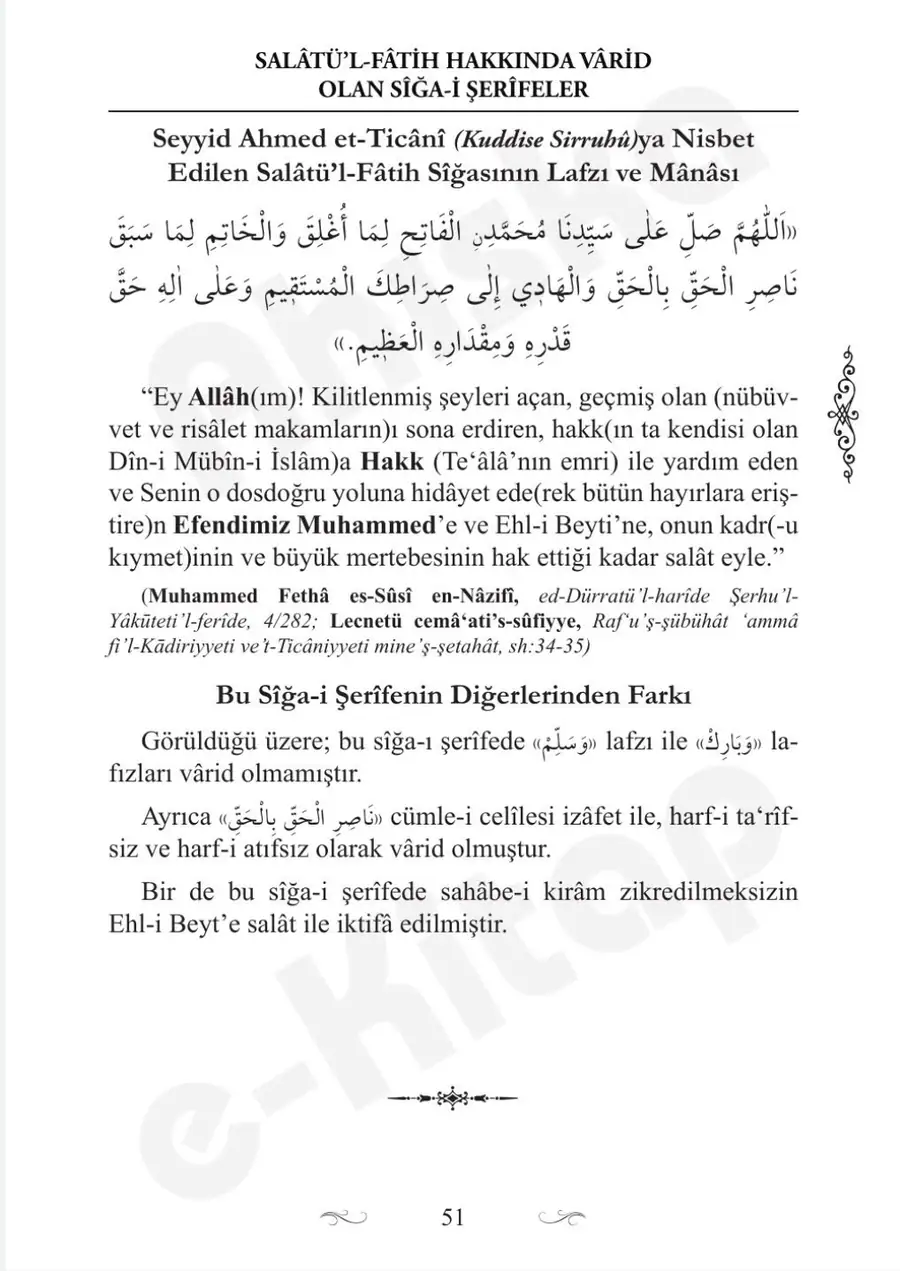 SALÂTÜ’L-FÂTİH HAKKINDA VÂRİD
OLAN SÎĞA-İ ŞERÎFELER
Seyyid Ahmed et-Ticânî (Kuddise Sirruhû)ya Nisbet
Edilen Salâtü’l-Fâtih Sîğasının Lafzı ve Mânâsı
«اَللّٰهُمَّ صَلِّ عَلٰى سَيِّدِنَا مُحَمَّدِنِ الْفَاتِحِ لِمَا أُغْلِقَ وَالْخَاتِمِ لِمَا سَبَقَ
نَاصِرِ الْحَقِّ بِالْحَقِّ وَالْهَادِي إِلٰى صِرَاطِكَ الْمُسْتَقِيمِ وَعَلٰى اٰلِهِ حَقَّ
قَدْرِهِ وَمِقْدَارِهِ الْعَظِيمِ.»
“Ey Allâh(ım)! Kilitlenmiş şeyleri açan, geçmiş olan (nübüv-
vet ve risâlet makamların)ı sona erdiren, hakk(ın ta kendisi olan
Dîn-i Mübîn-i İslâm)a Hakk (Te‘âlâ’nın emri) ile yardım eden
ve Senin o dosdoğru yoluna hidâyet ede(rek bütün hayırlara eriş-
tire)n Efendimiz Muhammed’e ve Ehl-i Beyti’ne, onun kadr(-u
kıymet)inin ve büyük mertebesinin hak ettiği kadar salât eyle.”
(Muhammed Fethâ es-Sûsî en-Nâzifî, ed-Dürratü’l-harîde Şerhu’l-
Yâkūteti’l-ferîde, 4/282; Lecnetü cemâ‘ati’s-sûfiyye, Raf‘u’ş-şübühât ‘ammâ
fi’l-Kādiriyyeti ve’t-Ticâniyyeti mine’ş-şetahât, sh:34-35)
Bu Sîğa-i Şerîfenin Diğerlerinden Farkı
Görüldüğü üzere; bu sîğa-ı şerîfede «وَسَلِّمْ» lafzı ile «وَبَارِكْ» la-
fızları vârid olmamıştır.
Ayrıca «نَاصِرِ الْحَقِّ بِالْحَقِّ» cümle-i celîlesi izâfet ile, harf-i ta‘rîf-
siz ve harf-i atıfsız olarak vârid olmuştur.
Bir de bu sîğa-i şerîfede sahâbe-i kirâm zikredilmeksizin
Ehl-i Beyt’e salât ile iktifâ edilmiştir.
Ahıska
e-Kitap
51